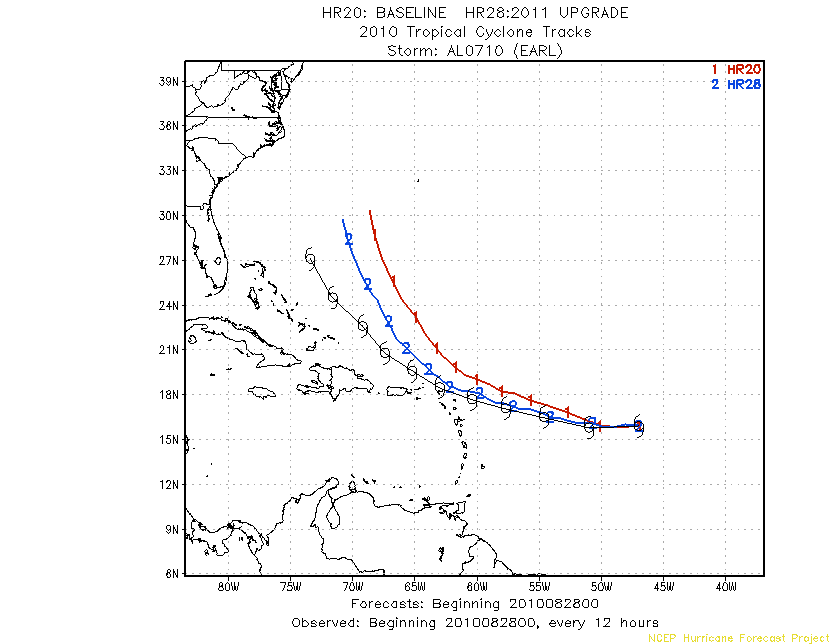 HR20: BASELINE HR28:2011 UPGRADE
2010 Tropical Cyclone Tracks
Storm: AL0710 (EARL)
1 HR20
2 HR28
39N
36N
33N
30N
27N
24N
21N
18N
15N
12N
9N
6N
80W 75W 70W 65W 60W 55W 50W 45W 40W
Forecasts: Beginning 2010082800
Observed: Beginning 2010082800, every 12 hours
NCEP Hurricane Forecast Project